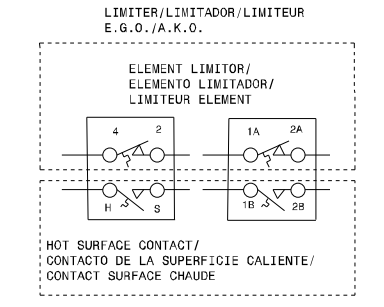 LIMITER/LIMITADOR/LIMITEUR
E.G.O./A.K.O.
ELEMENT LIMITOR/
ELEMENTO LIMITADOR/
LIMITEUR ELEMENT
4 2 1A 2A
H S 1B 2B
HOT SURFACE CONTACT/
CONTACTO DE LA SUPERFICIE CALIENTE/
CONTACT SURFACE CHAUDE